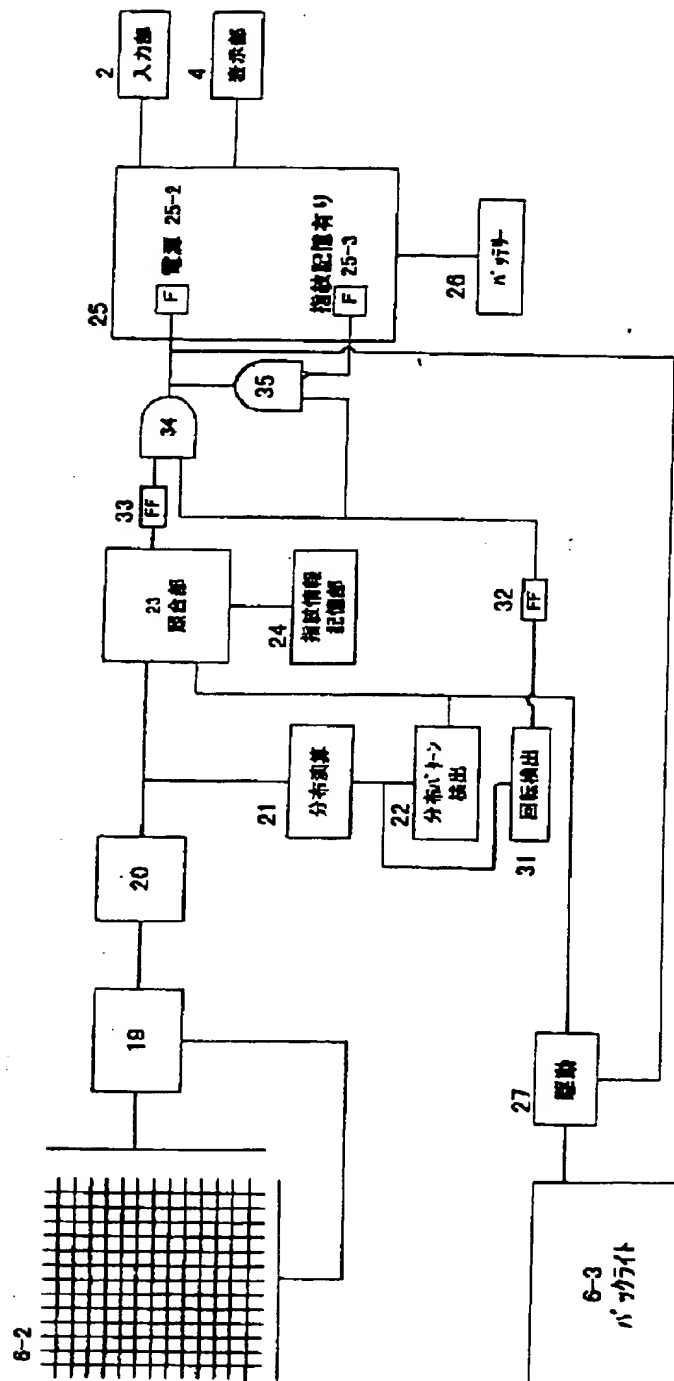 6-2
19
20
21
分布演算
22
分布パターン
検出
31
回転検出
23
照合部
24
指紋情報
記憶部
33
FF
32
FF
34
35
25
F
電源 25-2
指紋記憶有り
25-3
F
2
入力部
4
表示部
26
バッテリー
27
駆動
6-3
バックライト